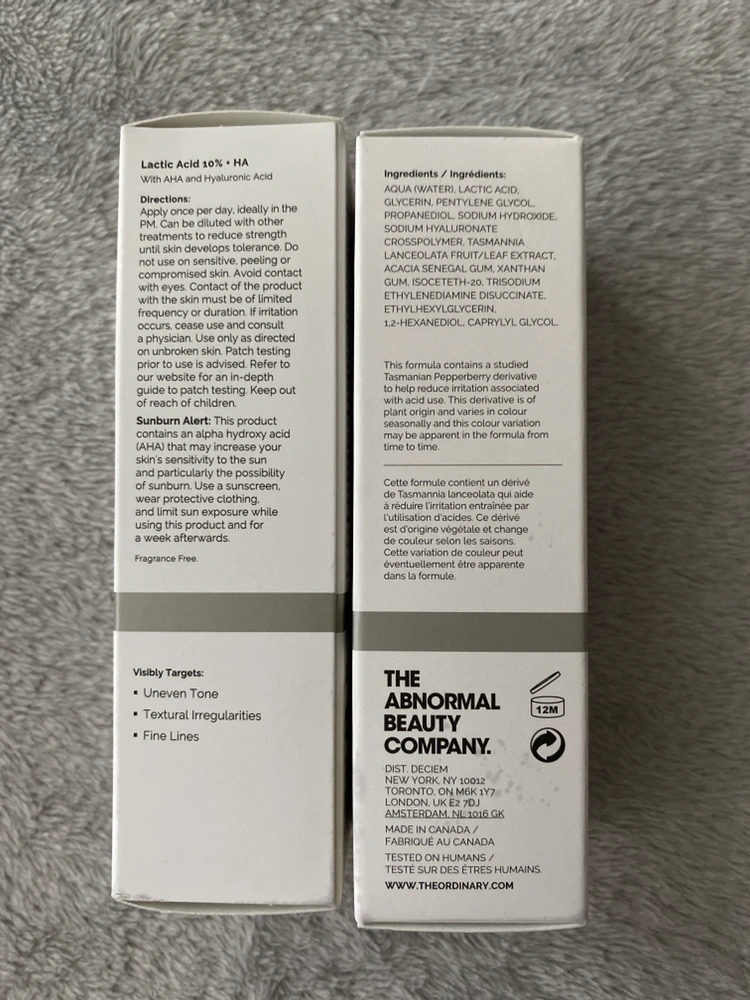 Lactic Acid 10% + HA
With AHA and Hyaluronic Acid
Directions:
Apply once per day, ideally in the
PM. Can be diluted with other
treatments to reduce strength
until skin develops tolerance. Do
not use on sensitive, peeling or
compromised skin. Avoid contact
with eyes. Contact of the product
with the skin must be of limited
frequency or duration. If irritation
occurs, cease use and consult
a physician. Use only as directed
on unbroken skin. Patch testing
prior to use is advised. Refer to
our website for an in-depth
guide to patch testing. Keep out
of reach of children.
Sunburn Alert: This product
contains an alpha hydroxy acid
(AHA) that may increase your
skin's sensitivity to the sun
and particularly the possibility
of sunburn. Use a sunscreen,
wear protective clothing,
and limit sun exposure while
using this product and for
a week afterwards.
Fragrance Free.
Visibly Targets:
▪ Uneven Tone
▪ Textural Irregularities
▪ Fine Lines
Ingredients / Ingrédients:
AQUA (WATER), LACTIC ACID,
GLYCERIN, PENTYLENE GLYCOL,
PROPANEDIOL, SODIUM HYDROXIDE,
SODIUM HYALURONATE
CROSSPOLYMER, TASMANNIA
LANCEOLATA FRUIT/LEAF EXTRACT,
ACACIA SENEGAL GUM, XANTHAN
GUM, ISOCETETH-20, TRISODIUM
ETHYLENEDIAMINE DISUCCINATE,
ETHYLHEXYLGLYCERIN,
1,2-HEXANEDIOL, CAPRYLYL GLYCOL.
This formula contains a studied
Tasmanian Pepperberry derivative
to help reduce irritation associated
with acid use. This derivative is of
plant origin and varies in colour
seasonally and this colour variation
may be apparent in the formula from
time to time.
Cette formule contient un dérivé
de Tasmannia lanceolata qui aide
à réduire l'irritation entraînée par
l'utilisation d'acides. Ce dérivé
est d'origine végétale et change
de couleur selon les saisons.
Cette variation de couleur peut
éventuellement être apparente
dans la formule.
THE
ABNORMAL
BEAUTY
COMPANY.
12M
DIST. DECIEM
NEW YORK, NY 10012
TORONTO, ON M6K 1Y7
LONDON, UK E2 7DJ
AMSTERDAM, NL 1016 GK
MADE IN CANADA /
FABRIQUÉ AU CANADA
TESTED ON HUMANS /
TESTÉ SUR DES ÊTRES HUMAINS.
WWW.THEORDINARY.COM